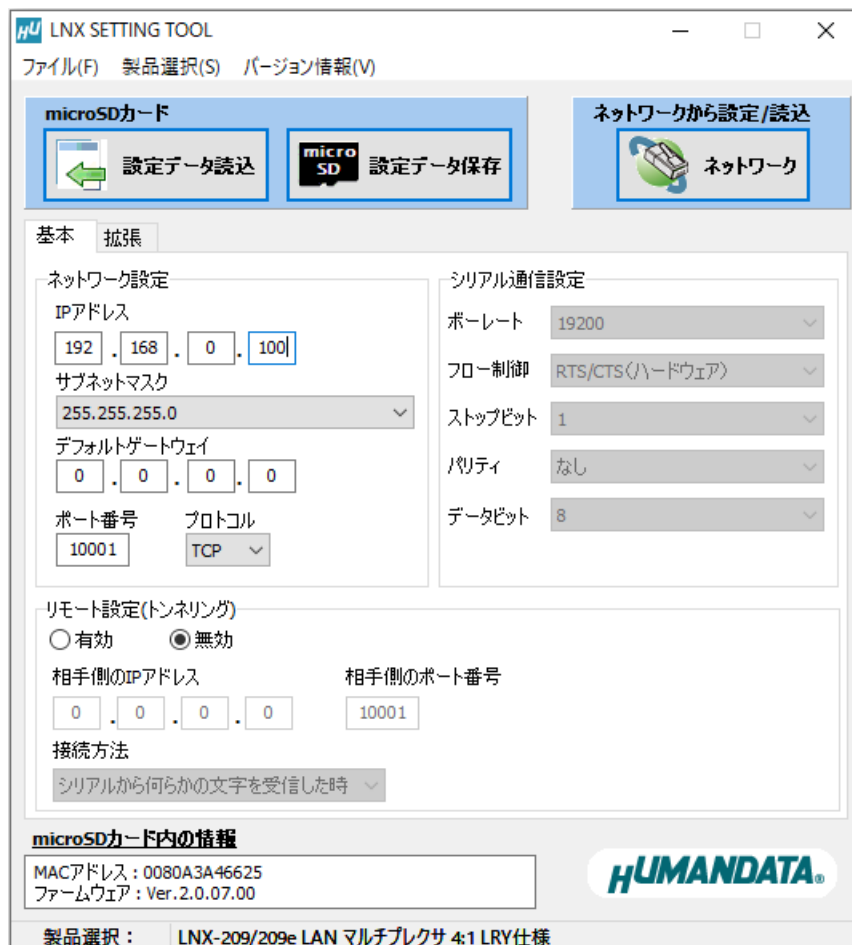 LNX SETTING TOOL
ファイル(F) 製品選択(S) バージョン情報(V)
microSDカード
設定データ読込
micro
SD
設定データ保存
ネットワークから設定/読込
ネットワーク
基本
拡張
ネットワーク設定
IPアドレス
192 . 168 . 0 . 100
サブネットマスク
255.255.255.0
デフォルトゲートウェイ
0 . 0 . 0 . 0
ポート番号 プロトコル
10001 TCP
シリアル通信設定
ボーレート 19200
フロー制御 RTS/CTS(ハードウェア)
ストップビット 1
パリティ なし
データビット 8
リモート設定(トンネリング)
有効 無効
相手側のIPアドレス 相手側のポート番号
0 . 0 . 0 . 0 10001
接続方法
シリアルから何らかの文字を受信した時
microSDカード内の情報
MACアドレス : 0080A3A46625
ファームウェア : Ver.2.0.07.00
HUMANDATA®
製品選択： LNX-209/209e LAN マルチプレクサ 4:1 LRY仕様